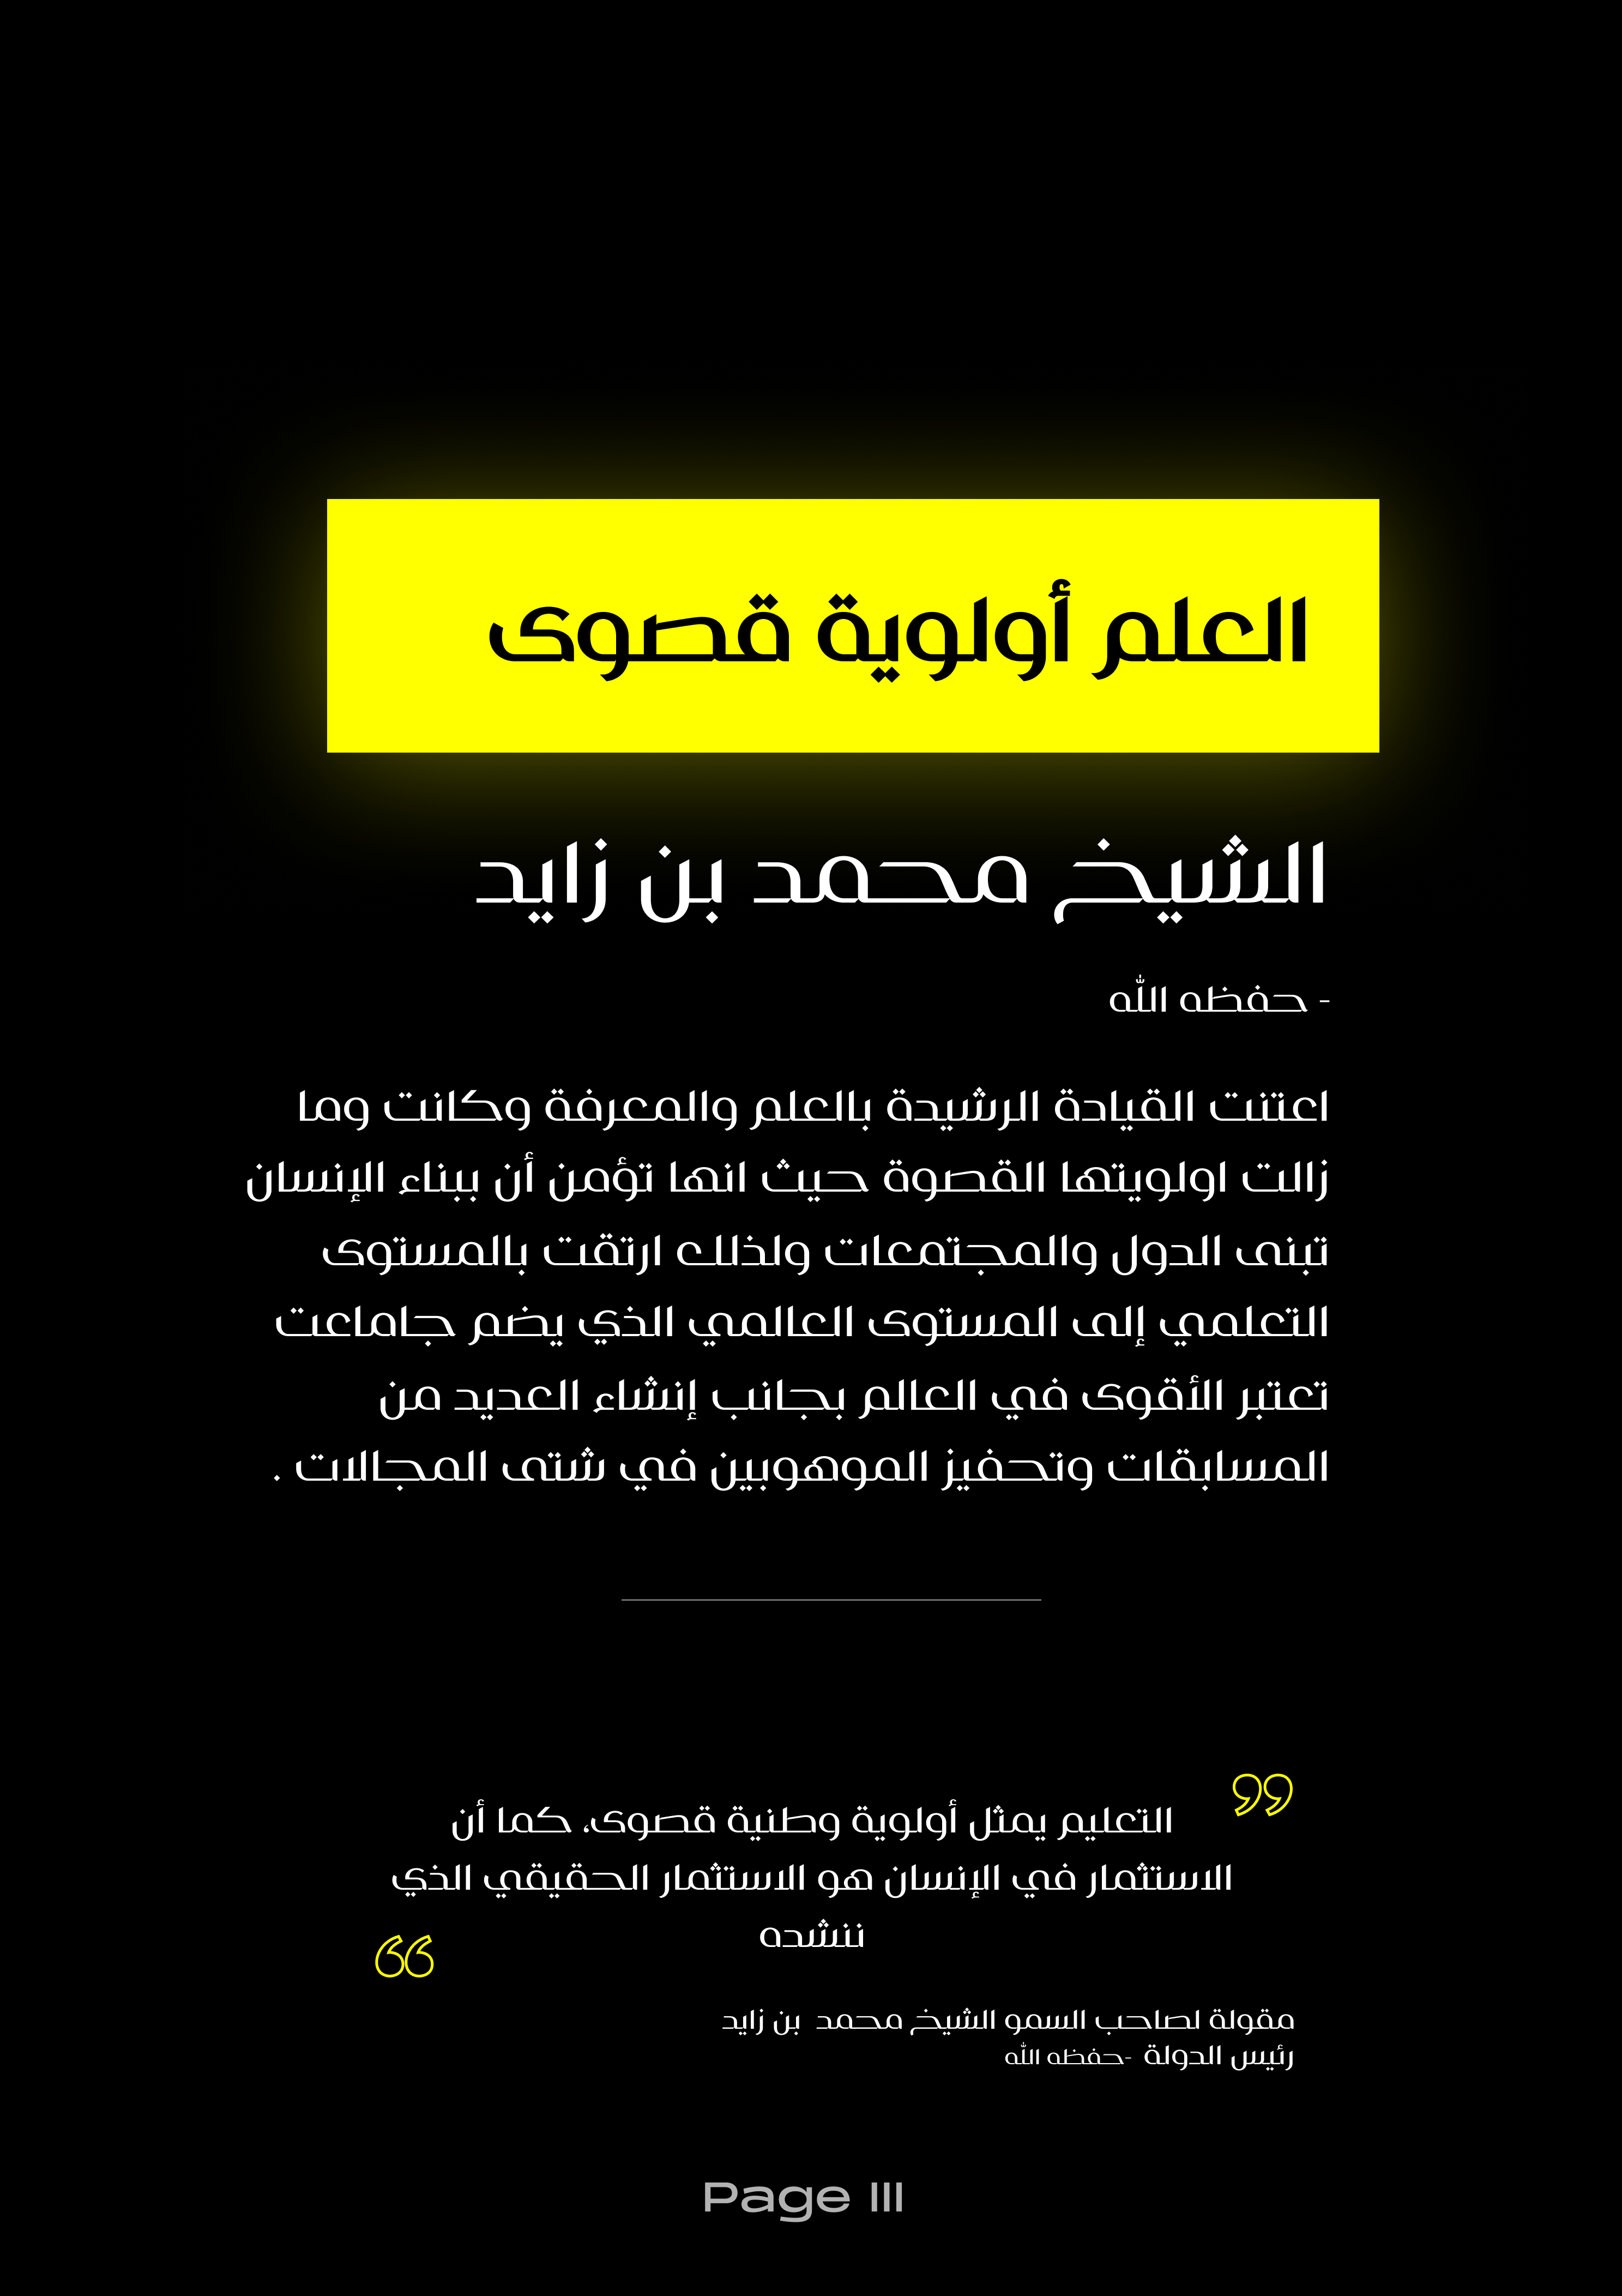 العلم أولوية قصوى
الشيخ محمد بن زايد
- حفظه الله
اعتنت القيادة الرشيدة بالعلم والمعرفة وكانت وما
زالت اولويتها القصوة حيث انها تؤمن أن ببناء الإنسان
تبنى الدول والمجتمعات ولذلك ارتقت بالمستوى
التعلمي إلى المستوى العالمي الذي يضم جاماعت
تعتبر الأقوى في العالم بجانب إنشاء العديد من
المسابقات وتحفيز الموهوبين في شتى المجالات .
التعليم يمثل أولوية وطنية قصوى، كما أن
الاستثمار في الإنسان هو الاستثمار الحقيقي الذي
ننشده
مقولة لصاحب السمو الشيخ محمد بن زايد
رئيس الدولة -حفظه الله
Page III